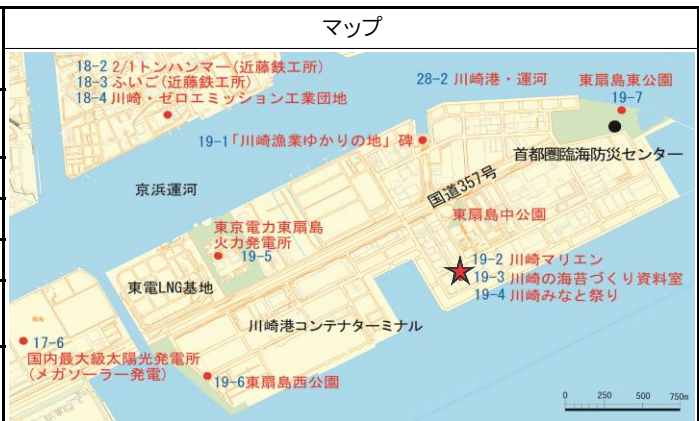 マップ
18-2 2/1トンハンマー(近藤鉄工所)
18-3 ふいご(近藤鉄工所)
18-4 川崎・ゼロエミッション工業団地
28-2 川崎港・運河
東扇島東公園
19-7
19-1「川崎漁業ゆかりの地」碑
首都圏臨海防災センター
京浜運河
国道357号
東扇島中公園
東京電力東扇島
火力発電所
19-5
19-2 川崎マリエン
19-3 川崎の海苔づくり資料室
19-4 川崎みなと祭り
東電LNG基地
川崎港コンテナターミナル
17-6
国内最大級太陽光発電所
(メガソーラー発電)
19-6東扇島西公園
0 250 500 750m